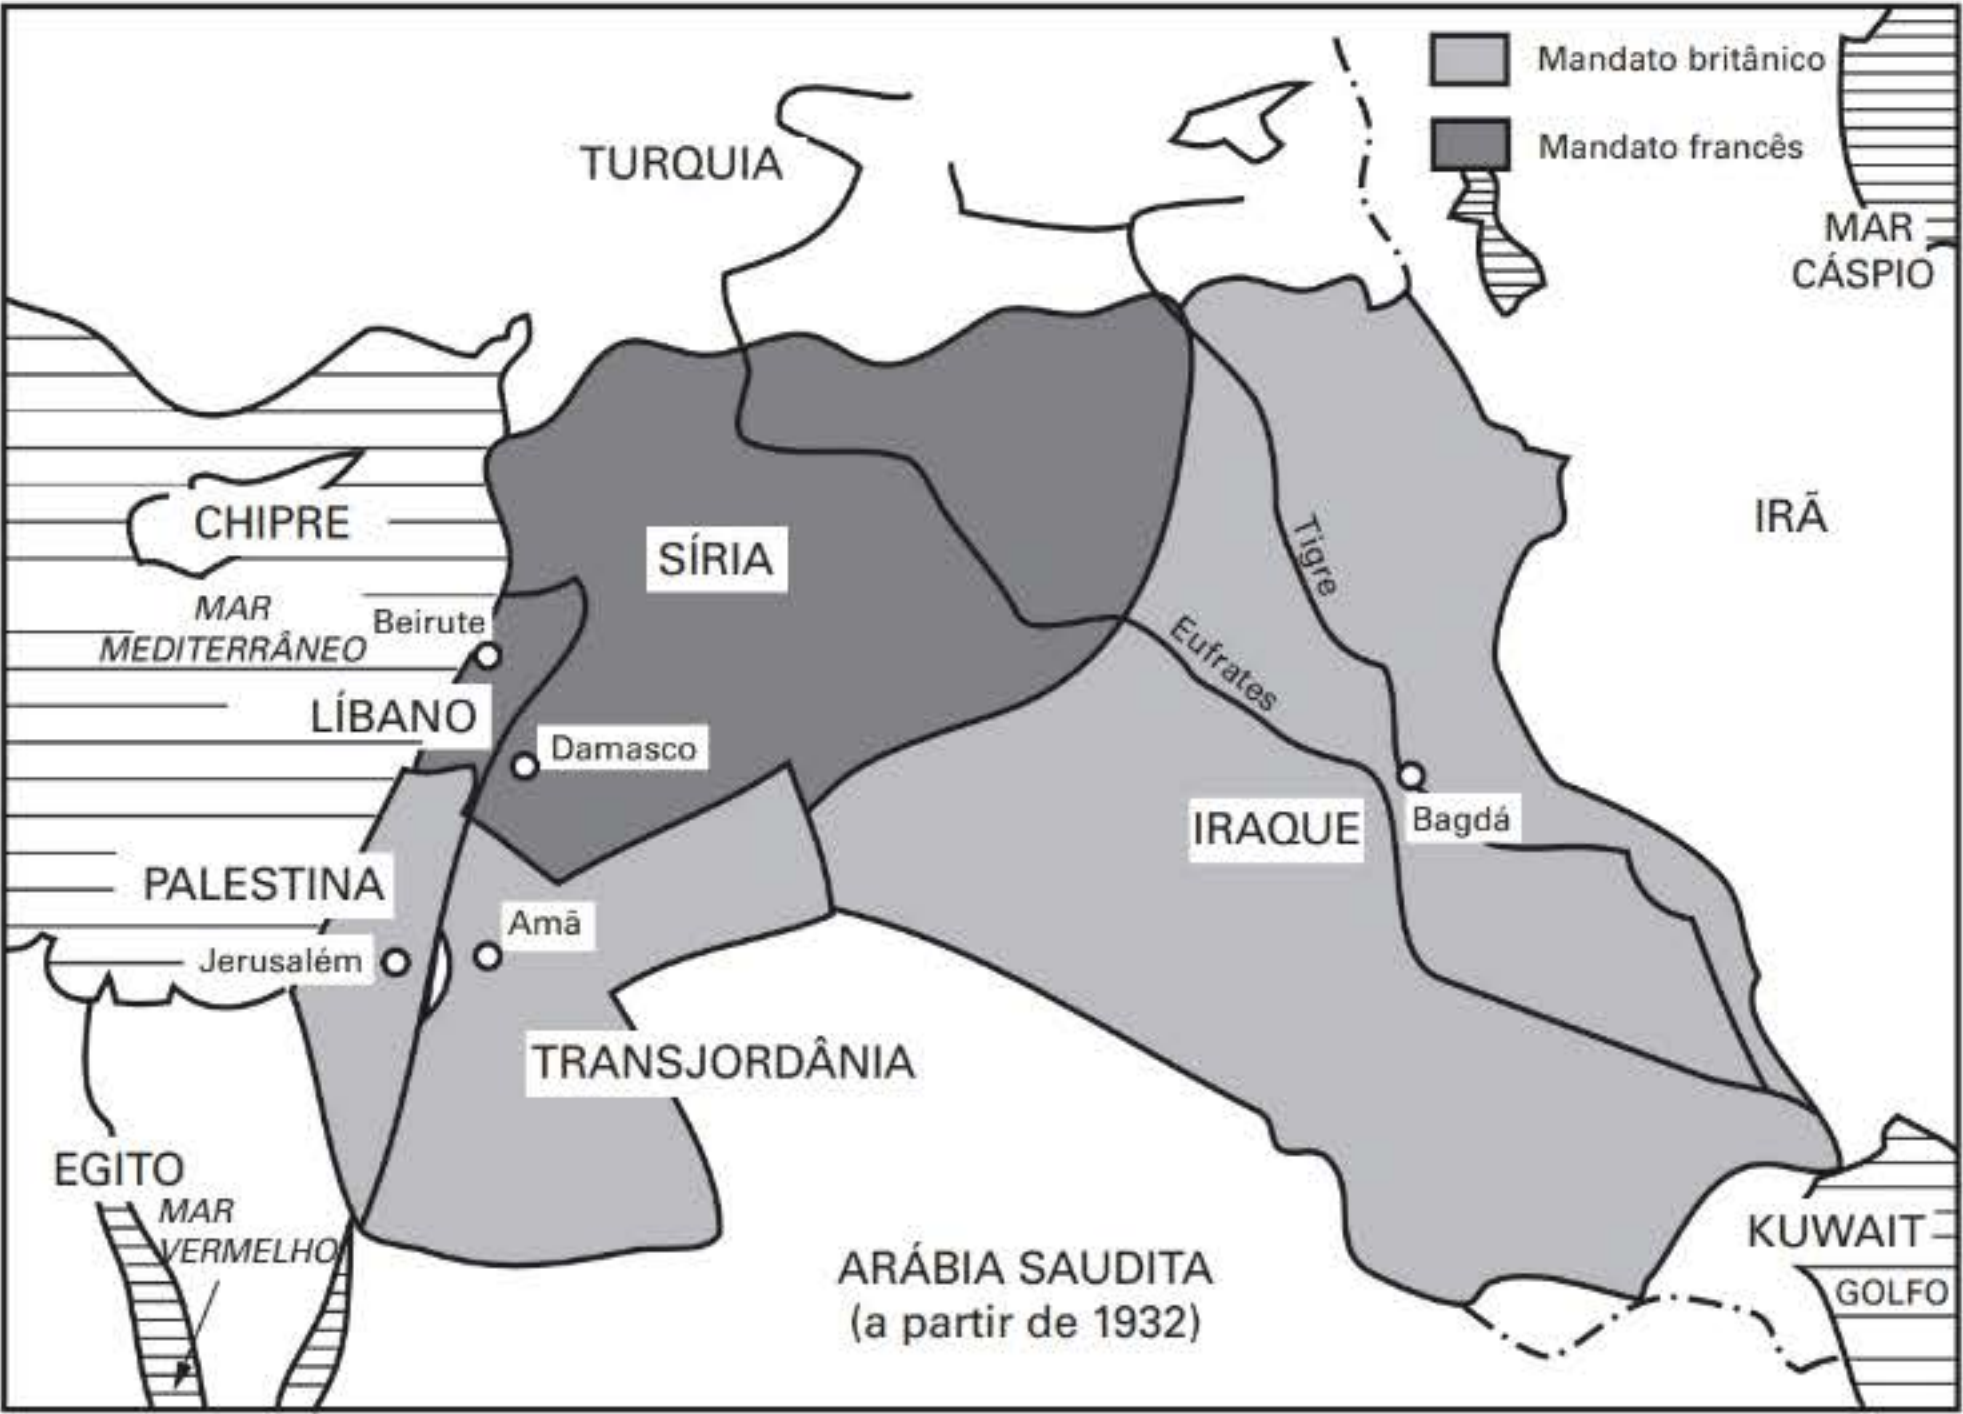 Mandato britânico
Mandato francês
TURQUIA
MAR
CÁSPIO
CHIPRE
SÍRIA
IRÃ
Tigre
MAR
MEDITERRÂNEO
Beirute
Eufrates
LÍBANO
Damasco
IRAQUE
Bagdá
PALESTINA
Amã
Jerusalém
TRANSJORDÂNIA
EGITO
MAR
VERMELHO
ARÁBIA SAUDITA
(a partir de 1932)
KUWAIT
GOLFO